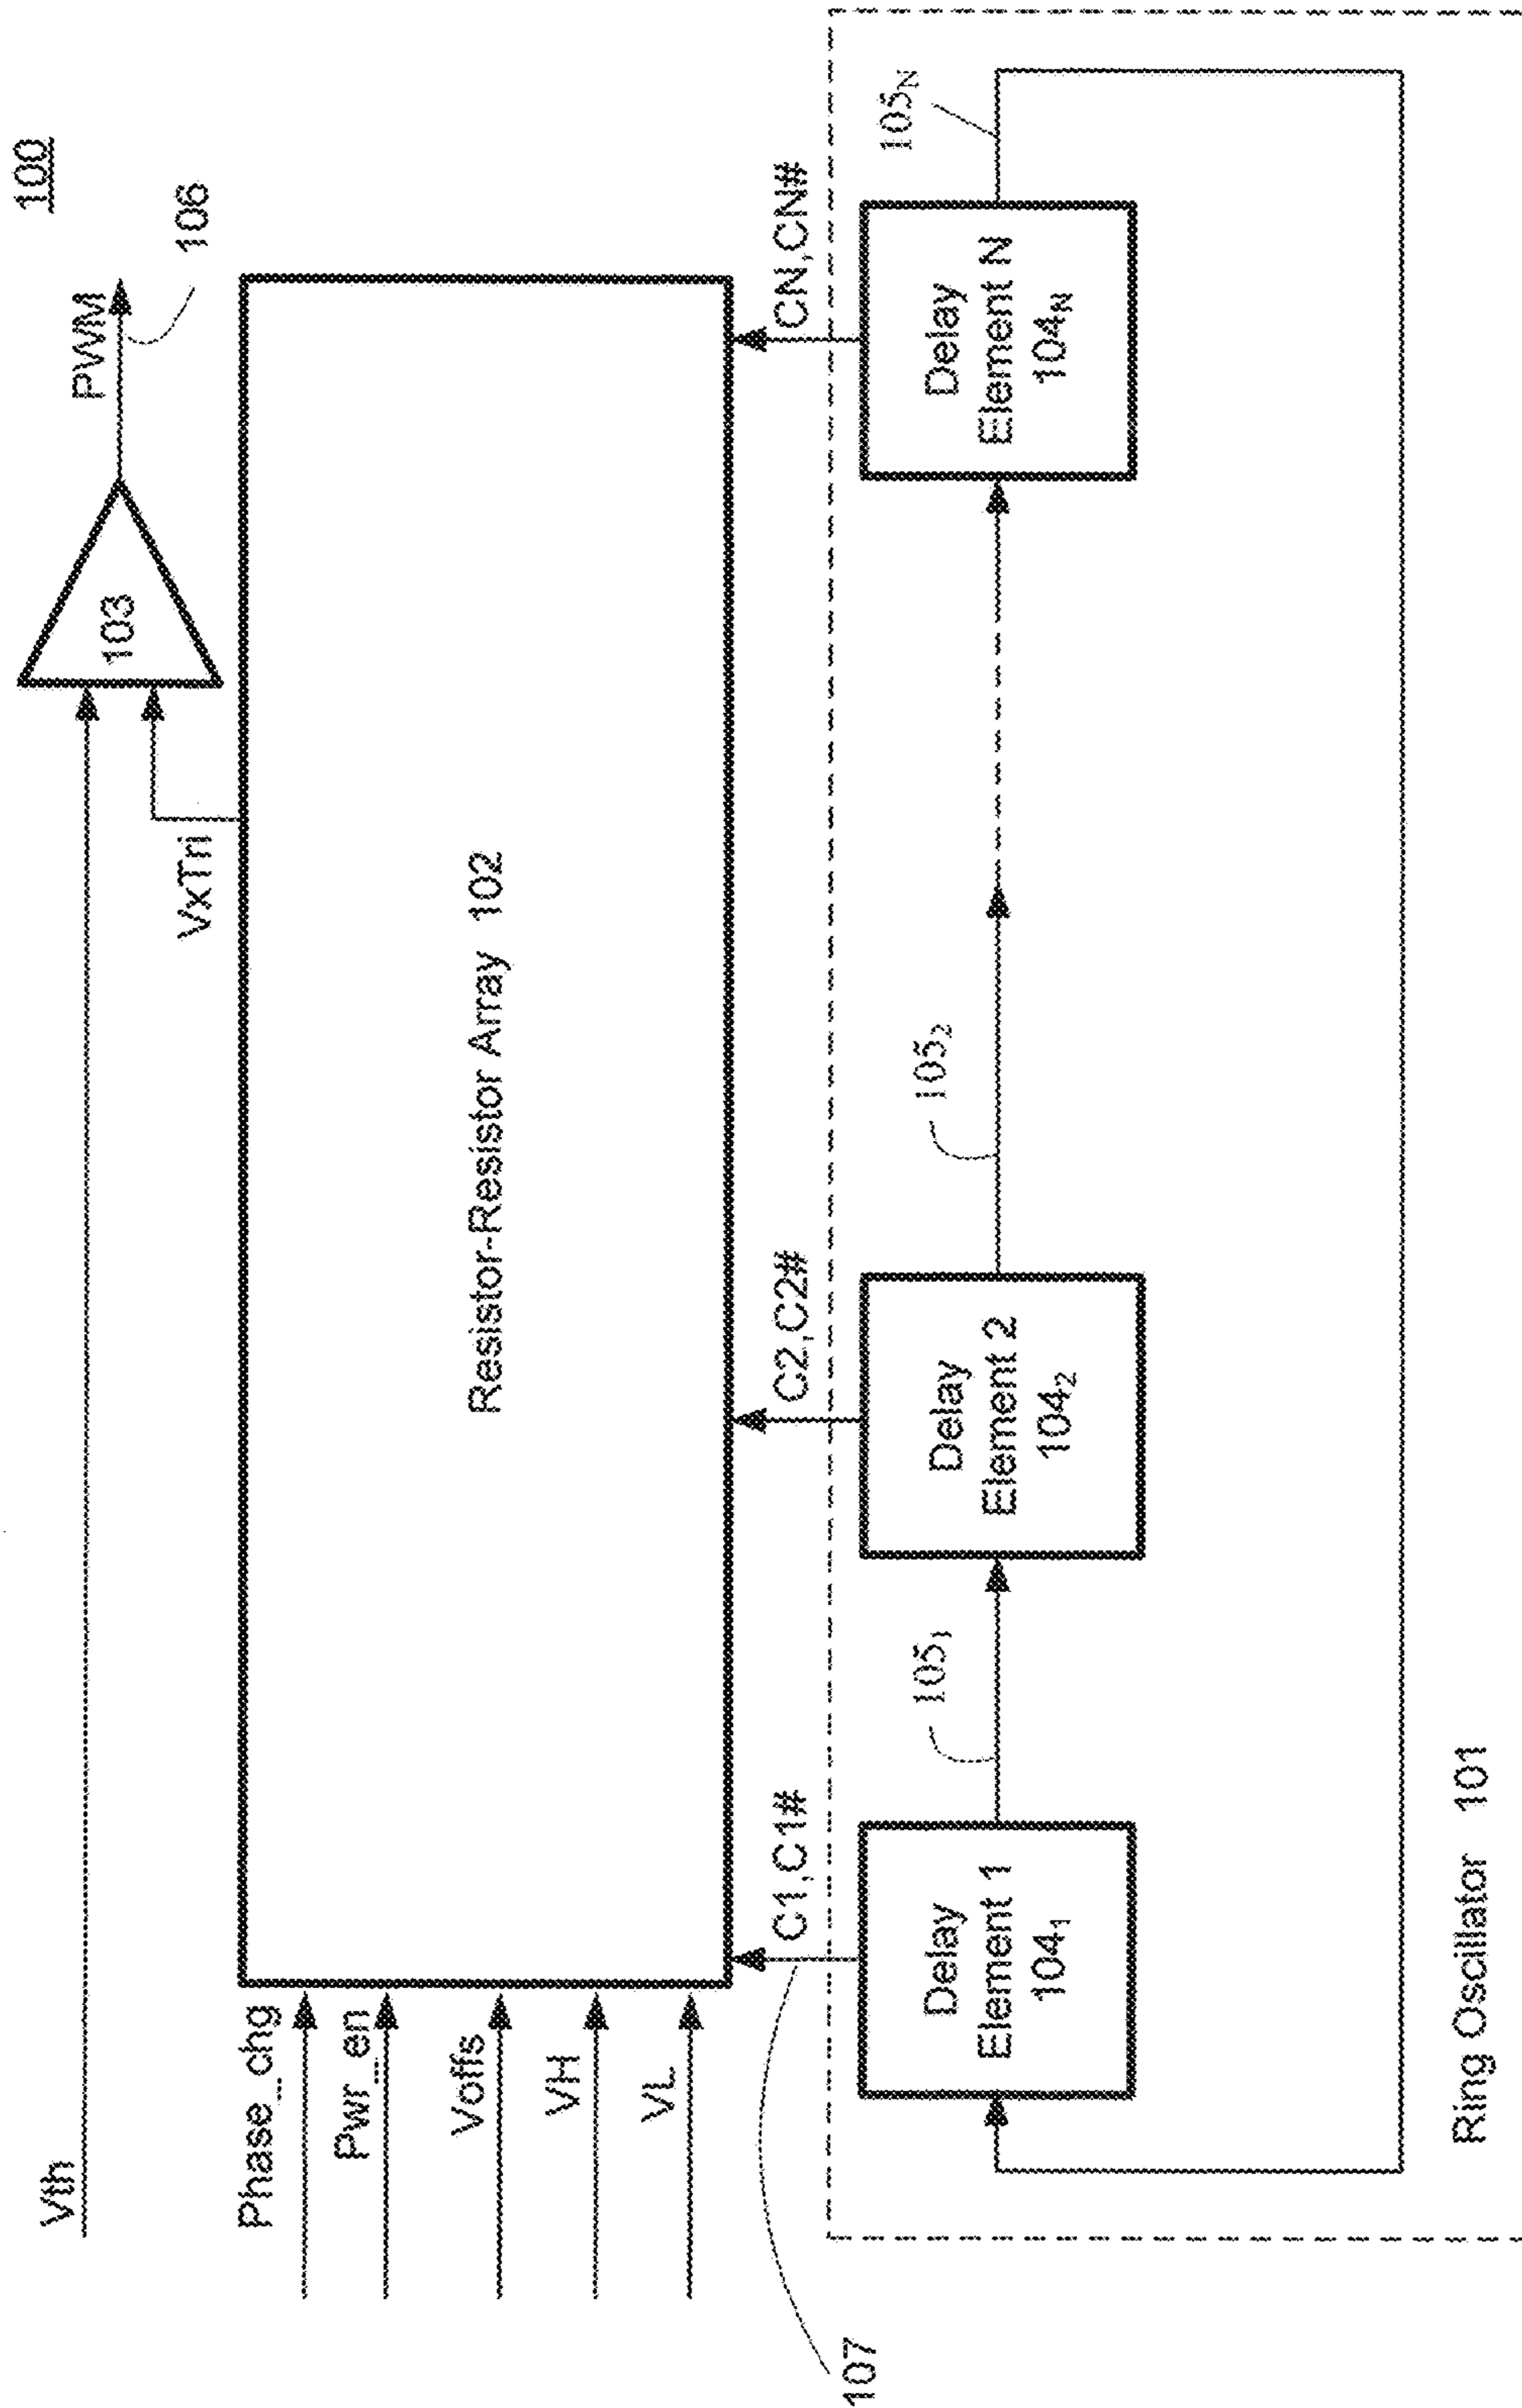 100
Vth
103
PWM
106
VxTri
Phase_chg
Pwr_en
Voffs
VH
VL
Resistor-Resistor Array 102
107
C1,C1#
C2,C2#
CN,CN#
Delay
Element 1
104₁
105₁
Delay
Element 2
104₂
105₂
Delay
Element N
104N
105N
Ring Oscillator 101